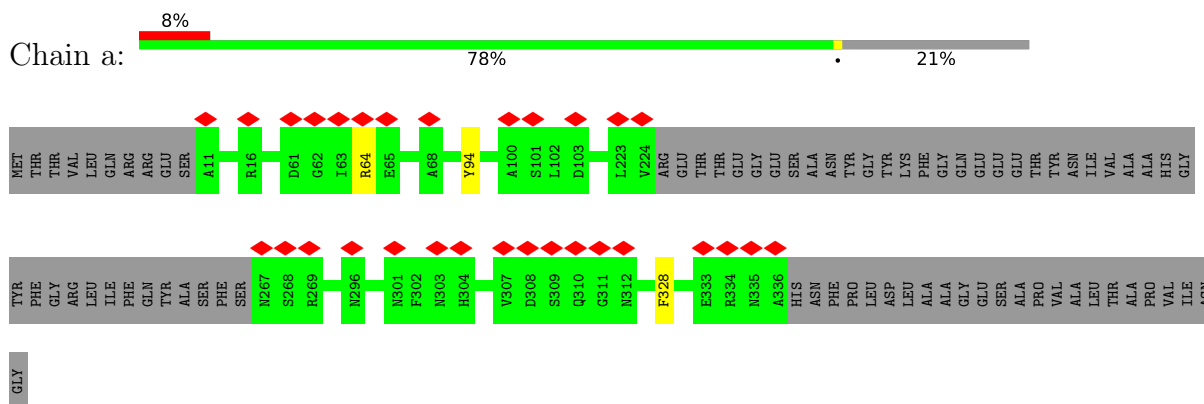 8%
Chain a:
78% • 21%
MET THR THR VAL LEU GLN ARG ARG GLU SER A11 R16 D61 G62 I63 R64 E65 A68 Y94 A100 S101 L102 D103 L223 V224 ARG GLU THR THR GLU GLY GLU SER ALA ASN TYR GLY TYR LYS PHE GLY GLN GLU GLU GLU THR TYR ASN ILE VAL ALA ALA HIS GLY
TYR PHE GLY ARG LEU ILE PHE GLN TYR ALA SER PHE SER N267 S268 R269 N296 N301 F302 N303 H304 V307 D308 S309 Q310 G311 N312 F328 E333 R334 N335 A336 HIS ASN PHE PRO LEU ASP LEU ALA ALA GLY GLU SER ALA PRO VAL ALA LEU THR ALA PRO VAL ILE ASN
GLY